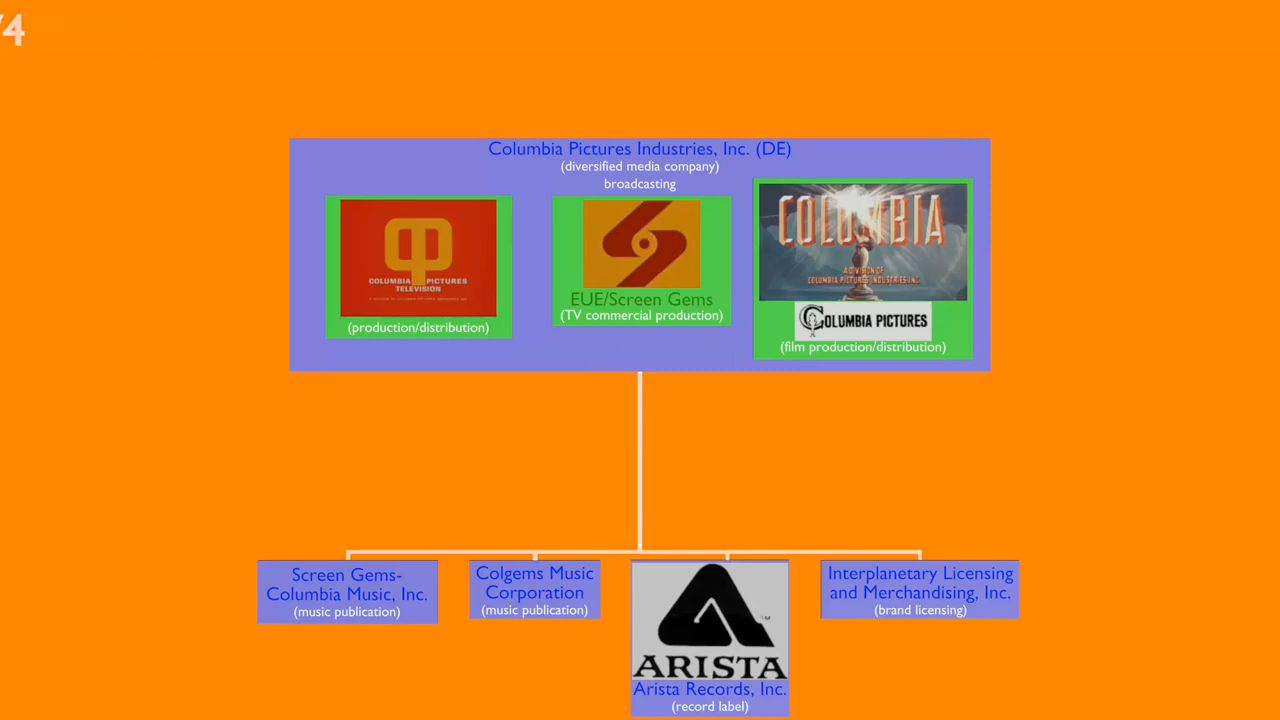 /4
Columbia Pictures Industries, Inc. (DE)
(diversified media company)
broadcasting
COLUMBIA PICTURES
TELEVISION
(production/distribution)
EUE/Screen Gems
(TV commercial production)
COLUMBIA
A DIVISION OF
COLUMBIA PICTURES INDUSTRIES, INC.
COLUMBIA PICTURES
(film production/distribution)
Screen Gems-
Columbia Music, Inc.
(music publication)
Colgems Music
Corporation
(music publication)
TM
ARISTA
Arista Records, Inc.
(record label)
Interplanetary Licensing
and Merchandising, Inc.
(brand licensing)